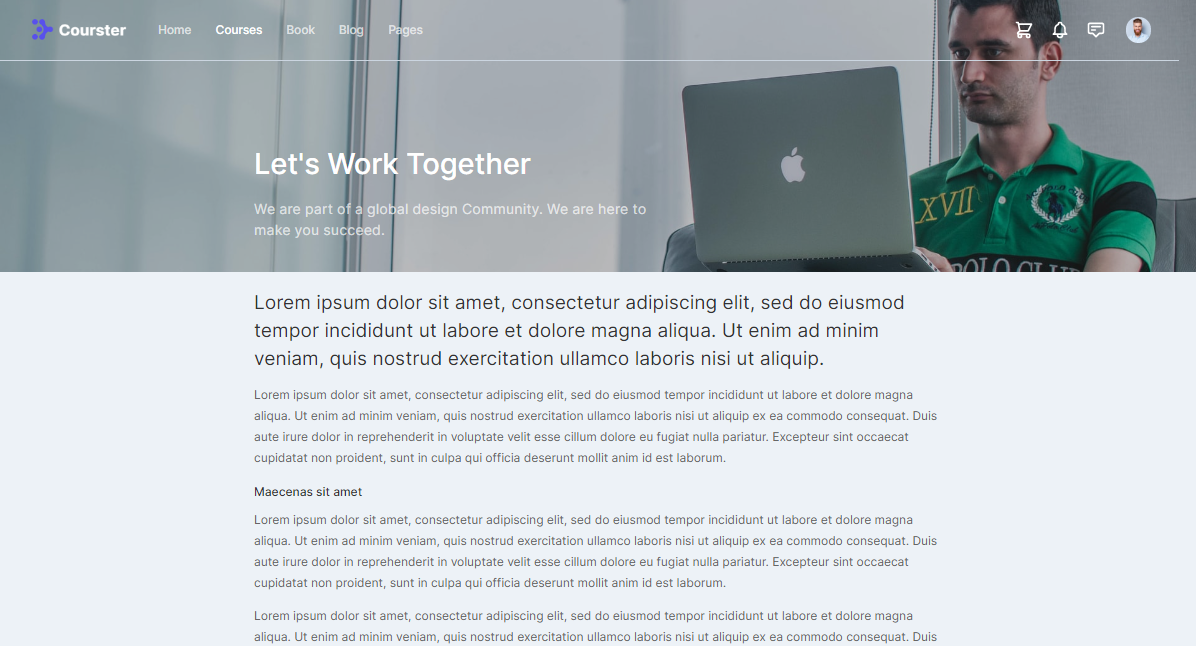 Courster Home Courses Book Blog Pages
Let's Work Together
We are part of a global design Community. We are here to
make you succeed.
XVII
POLO CLUB
Lorem ipsum dolor sit amet, consectetur adipiscing elit, sed do eiusmod
tempor incididunt ut labore et dolore magna aliqua. Ut enim ad minim
veniam, quis nostrud exercitation ullamco laboris nisi ut aliquip.
Lorem ipsum dolor sit amet, consectetur adipiscing elit, sed do eiusmod tempor incididunt ut labore et dolore magna
aliqua. Ut enim ad minim veniam, quis nostrud exercitation ullamco laboris nisi ut aliquip ex ea commodo consequat. Duis
aute irure dolor in reprehenderit in voluptate velit esse cillum dolore eu fugiat nulla pariatur. Excepteur sint occaecat
cupidatat non proident, sunt in culpa qui officia deserunt mollit anim id est laborum.
Maecenas sit amet
Lorem ipsum dolor sit amet, consectetur adipiscing elit, sed do eiusmod tempor incididunt ut labore et dolore magna
aliqua. Ut enim ad minim veniam, quis nostrud exercitation ullamco laboris nisi ut aliquip ex ea commodo consequat. Duis
aute irure dolor in reprehenderit in voluptate velit esse cillum dolore eu fugiat nulla pariatur. Excepteur sint occaecat
cupidatat non proident, sunt in culpa qui officia deserunt mollit anim id est laborum.
Lorem ipsum dolor sit amet, consectetur adipiscing elit, sed do eiusmod tempor incididunt ut labore et dolore magna
aliqua. Ut enim ad minim veniam, quis nostrud exercitation ullamco laboris nisi ut aliquip ex ea commodo consequat. Duis